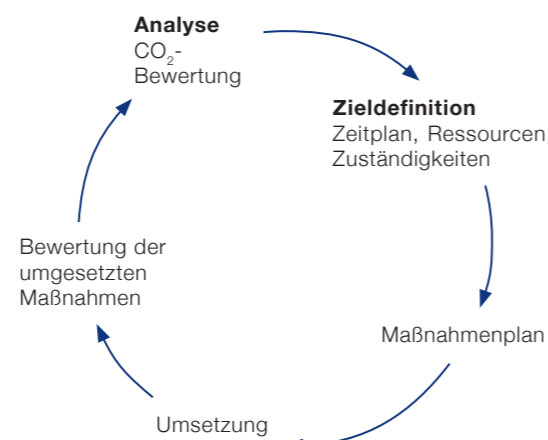 Analyse
CO₂-
Bewertung
Zieldefinition
Zeitplan, Ressourcen
Zuständigkeiten
Maßnahmenplan
Umsetzung
Bewertung der
umgesetzten
Maßnahmen